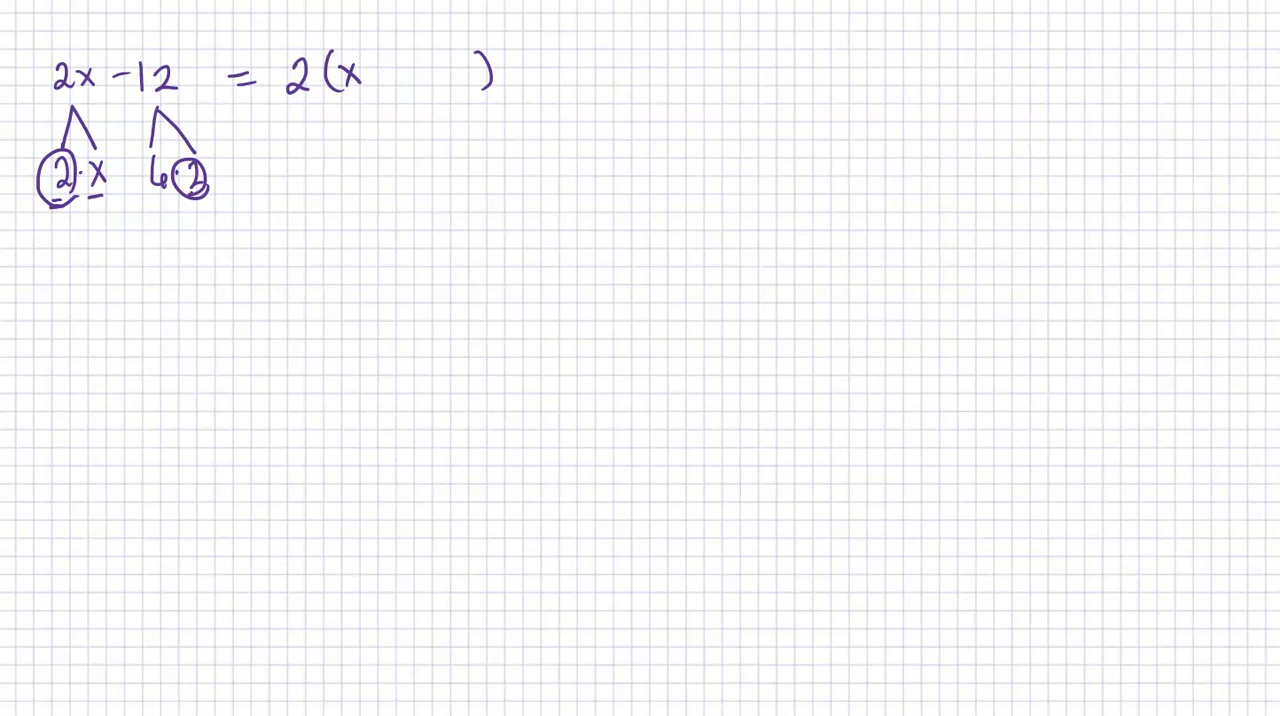 2x - 12 = 2(x )
2 · x 6 · 2